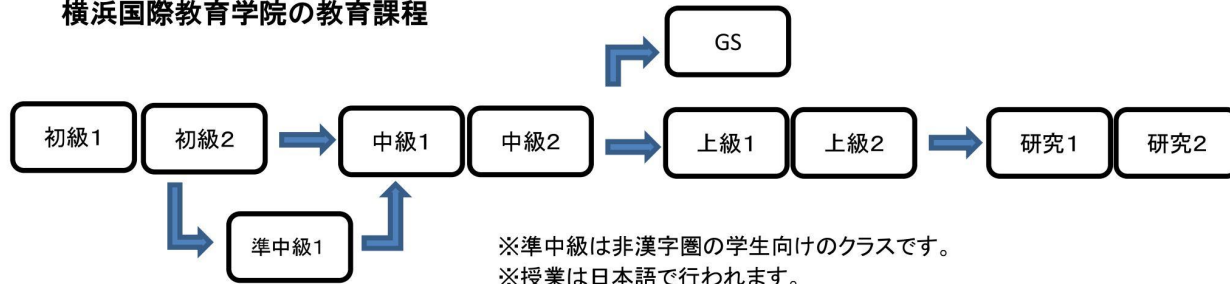 横浜国際教育学院の教育課程
GS
初級1
初級2
中級1
中級2
上級1
上級2
研究1
研究2
準中級1
※準中級は非漢字圏の学生向けのクラスです。
※授業は日本語で行われます。